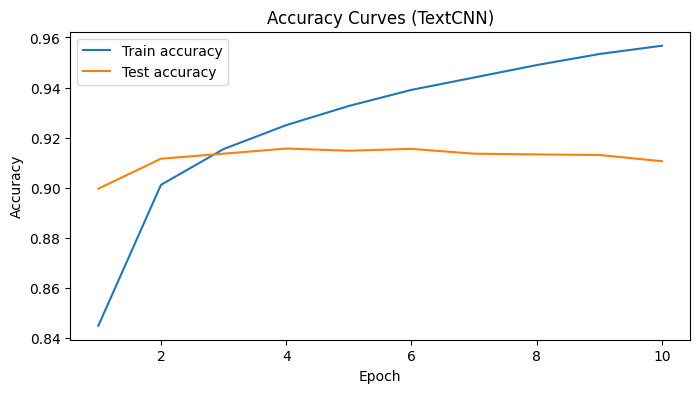 Accuracy Curves (TextCNN)
Train accuracy
Test accuracy
Accuracy
0.96
0.94
0.92
0.90
0.88
0.86
0.84
2 4 6 8 10
Epoch